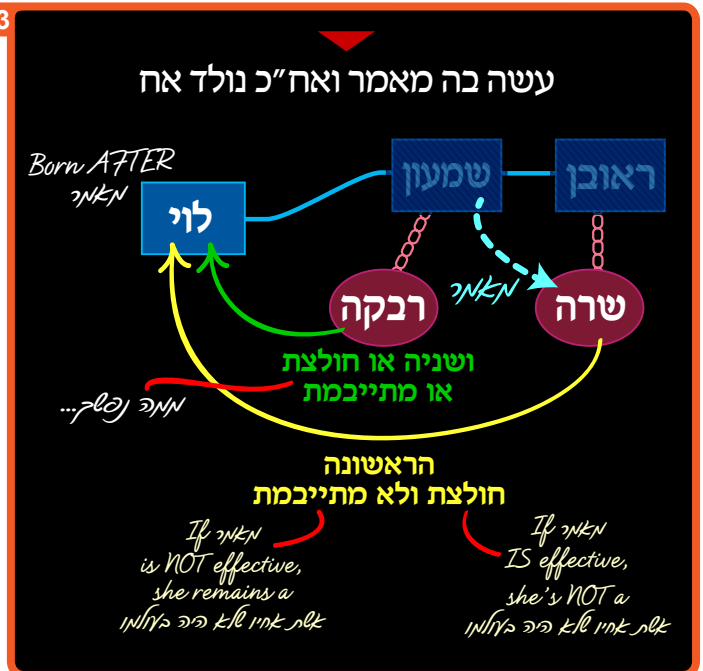 3
עשה בה מאמר ואח״כ נולד אח
Born AFTER
מאמר
ראובן
שמעון
לוי
מאמר
שרה
רבקה
ושניה או חולצת
או מתייבמת
ממה נפשך...
הראשונה
חולצת ולא מתייבמת
If מאמר
IS effective,
she's NOT a
אשת אחיו שלא היה בעולמו
If מאמר
is NOT effective,
she remains a
אשת אחיו שלא היה בעולמו